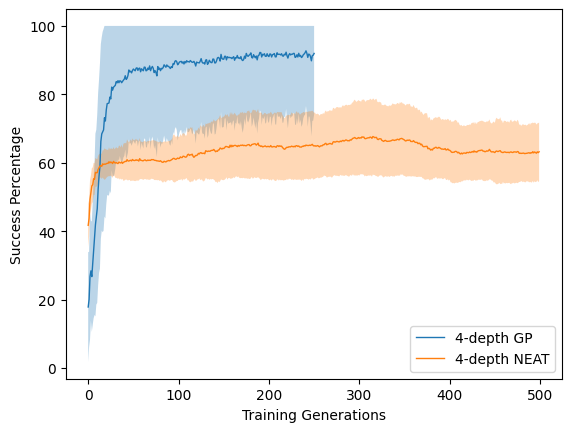 100
80
60
40
20
0
Success Percentage
0 100 200 300 400 500
Training Generations
4-depth GP
4-depth NEAT